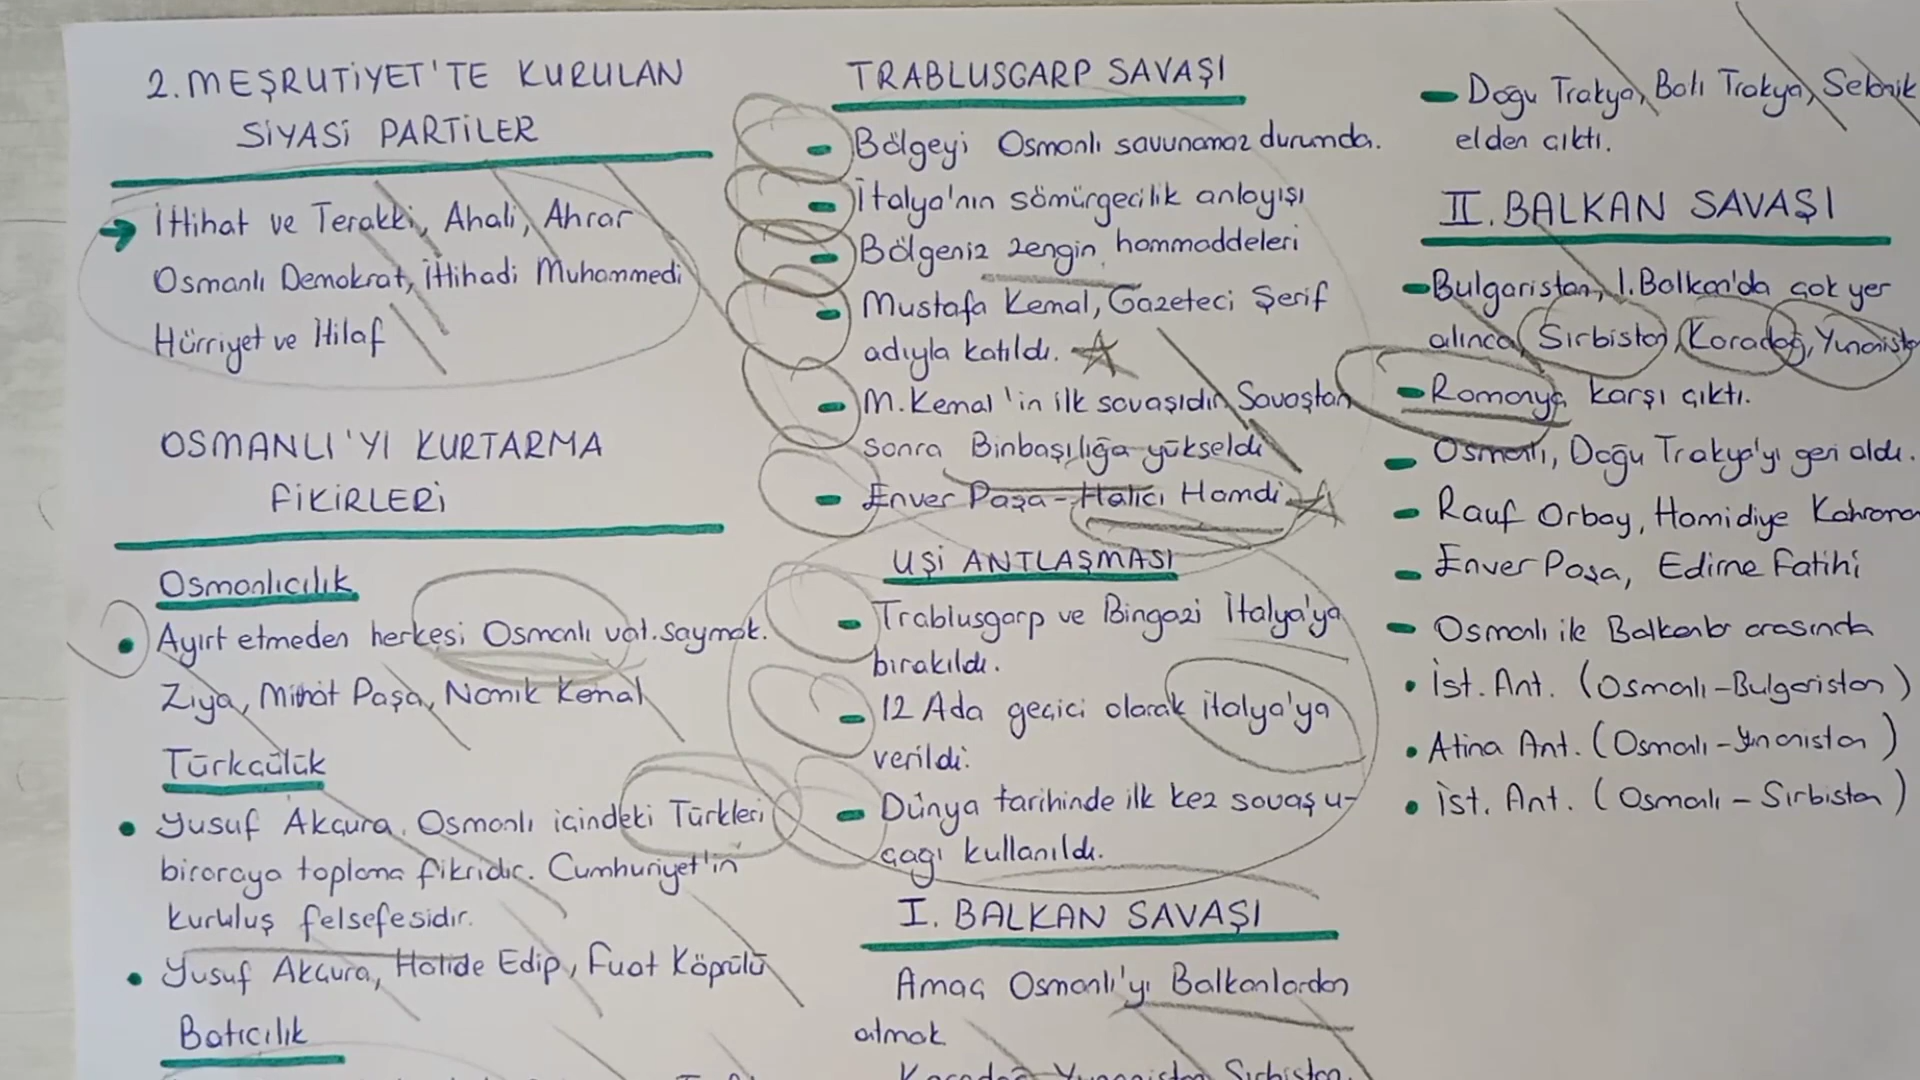 2. MEŞRUTİYET'TE KURULAN
SİYASİ PARTİLER
İttihat ve Terakki, Ahali, Ahrar
Osmanlı Demokrat, İttihadi Muhammedi
Hürriyet ve İtilaf
OSMANLI'YI KURTARMA
FİKİRLERİ
Osmanlıcılık
Ayırt etmeden herkesi Osmanlı vat. saymak.
Ziya, Mithat Paşa, Namık Kemal
Türkçülük
Yusuf Akçura. Osmanlı içindeki Türkleri
biraraya toplama fikridir. Cumhuriyet'in
kuruluş felsefesidir.
Yusuf Akçura, Halide Edip, Fuat Köprülü
Batıcılık
TRABLUSGARP SAVAŞI
Bölgeyi Osmanlı savunamaz durumda.
İtalya'nın sömürgecilik anlayışı
Bölgeniz zengin hammaddeleri
Mustafa Kemal, Gazeteci Şerif
adıyla katıldı.
M. Kemal'in ilk savaşıdır. Savaştan
sonra Binbaşılığa yükseldi
Enver Paşa - Halıcı Hamdi
UŞİ ANTLAŞMASI
Trablusgarp ve Bingazi İtalya'ya
bırakıldı.
12 Ada geçici olarak İtalya'ya
verildi.
Dünya tarihinde ilk kez savaş u-
çağı kullanıldı.
I. BALKAN SAVAŞI
Amaç Osmanlı'yı Balkanlardan
atmak
Karadağ, Yunanistan, Sırbistan,
- Doğu Trakya, Batı Trakya, Selanik
elden çıktı.
II. BALKAN SAVAŞI
- Bulgaristan, 1. Balkan'da çok yer
alınca, Sırbistan, Karadağ, Yunanista
- Romanya karşı çıktı.
- Osmanlı, Doğu Trakya'yı geri aldı.
- Rauf Orbay, Hamidiye Kahrama
- Enver Paşa, Edirne Fatihi
- Osmanlı ile Balkanlar arasında
• İst. Ant. (Osmanlı - Bulgaristan)
• Atina Ant. (Osmanlı - Yunanistan)
• İst. Ant. (Osmanlı - Sırbistan)